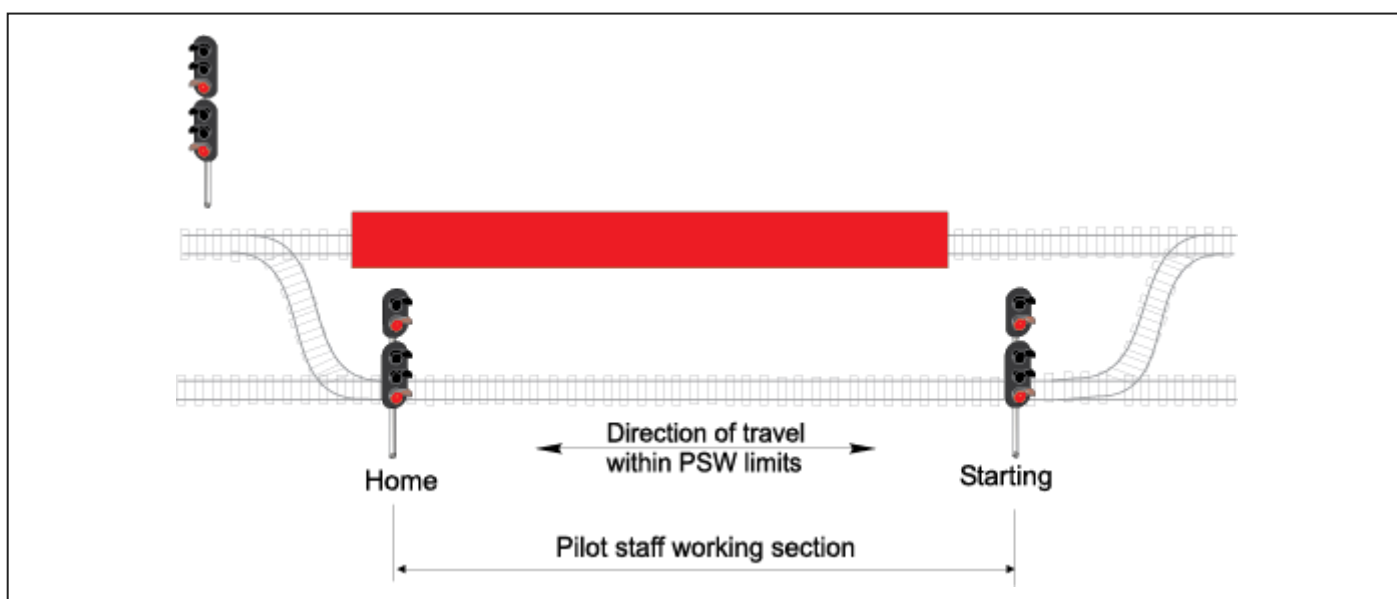 Direction of travel
within PSW limits
Home
Starting
Pilot staff working section